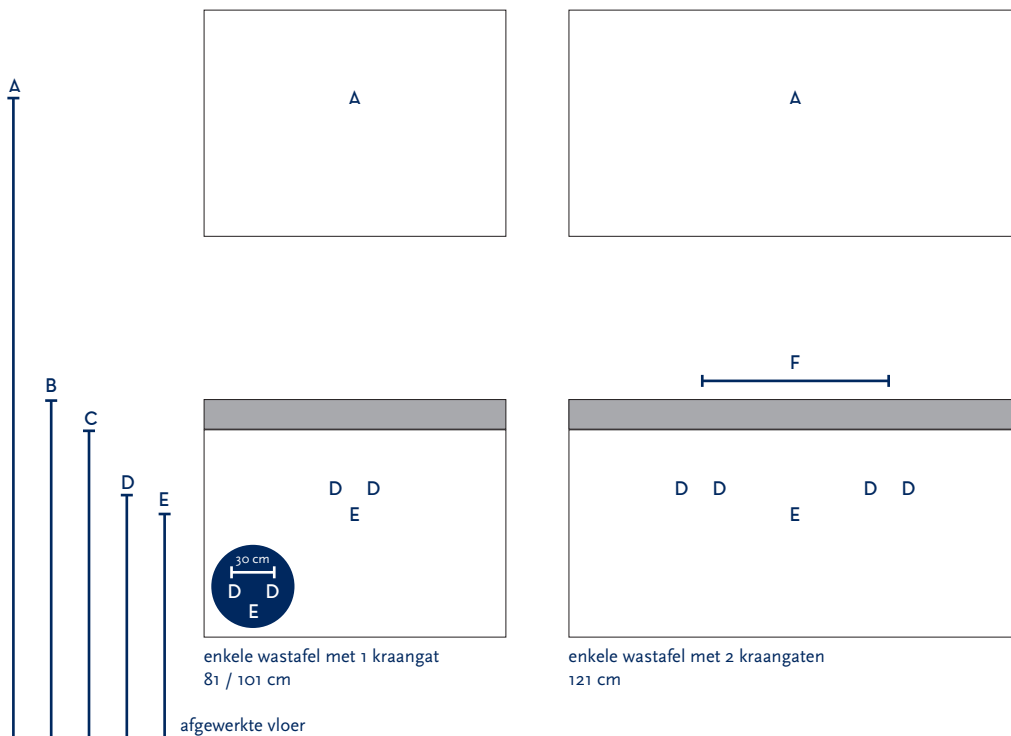 A
A
A
B
C
D
E
F
D D
E
D D D D
E
30 cm
D D
E
enkele wastafel met 1 kraangat
81 / 101 cm
enkele wastafel met 2 kraangaten
121 cm
afgewerkte vloer